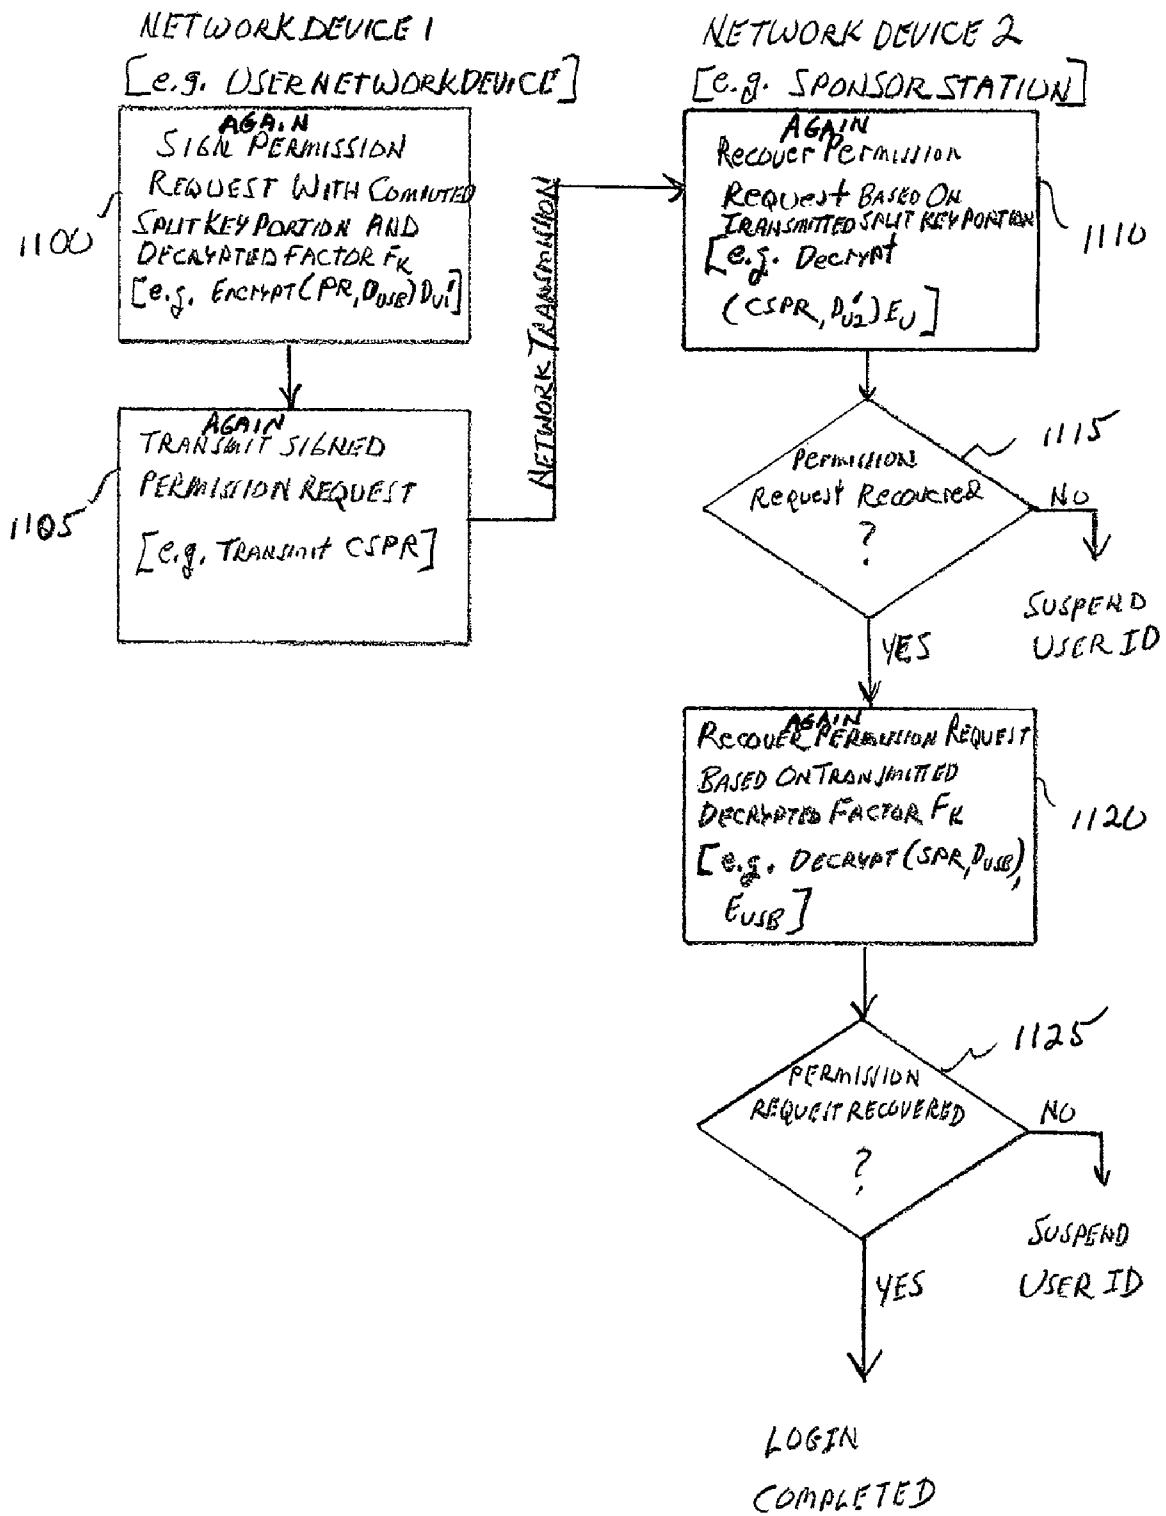 NETWORK DEVICE 1
[e.g. USER NETWORK DEVICE]
AGAIN
SIGN PERMISSION
REQUEST WITH COMPUTED
SPLIT KEY PORTION AND
DECRYPTED FACTOR FK
[e.g. ENCRYPT (PR, DUSB) DU1']
1100
AGAIN
TRANSMIT SIGNED
PERMISSION REQUEST
[e.g. TRANSMIT CSPR]
1105
NETWORK TRANSMISSION
NETWORK DEVICE 2
[e.g. SPONSOR STATION]
AGAIN
Recover Permission
Request BASED ON
TRANSMITTED SPLIT KEY PORTION
[e.g. Decrypt
(CSPR, DU2') EU]
1110
1115
Permission
Request Recovered
?
NO
SUSPEND
USER ID
YES
AGAIN
RECOVER PERMISSION REQUEST
BASED ON TRANSMITTED
DECRYPTED FACTOR FK
[e.g. DECRYPT (SPR, DUSB),
EUSB]
1120
1125
PERMISSION
REQUEST RECOVERED
?
NO
SUSPEND
USER ID
YES
LOGIN
COMPLETED